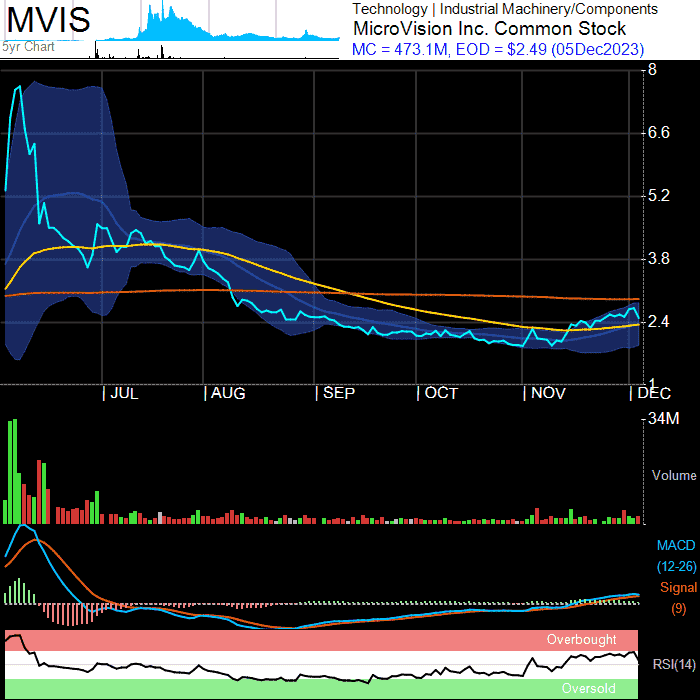 MVIS
5yr Chart
Technology | Industrial Machinery/Components
MicroVision Inc. Common Stock
MC = 473.1M, EOD = $2.49 (05Dec2023)
8
6.6
5.2
3.8
2.4
1
| JUL | AUG | SEP | OCT | NOV | DEC
34M
Volume
MACD
(12-26)
Signal
(9)
Overbought
RSI(14)
Oversold